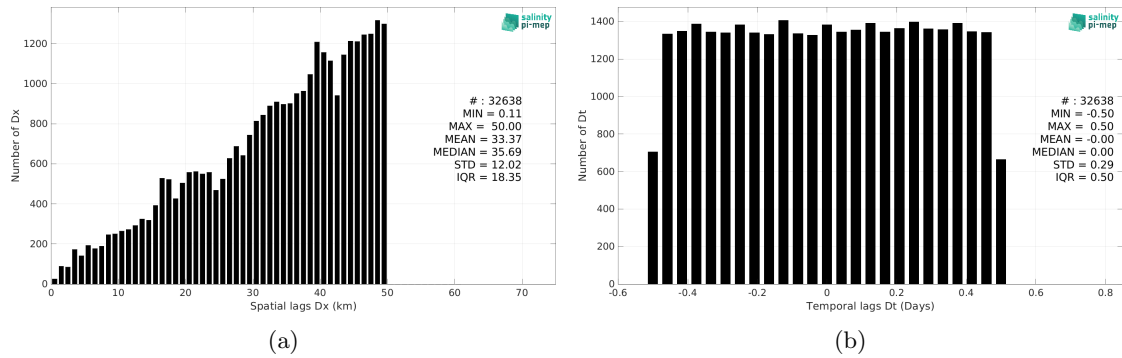 salinity
pi-mep
1200
1000
800
600
400
200
0
Number of Dx
# : 32638
MIN = 0.11
MAX = 50.00
MEAN = 33.37
MEDIAN = 35.69
STD = 12.02
IQR = 18.35
0 10 20 30 40 50 60 70
Spatial lags Dx (km)
(a)
salinity
pi-mep
1400
1200
1000
800
600
400
200
0
Number of Dt
# : 32638
MIN = -0.50
MAX = 0.50
MEAN = -0.00
MEDIAN = 0.00
STD = 0.29
IQR = 0.50
-0.6 -0.4 -0.2 0 0.2 0.4 0.6 0.8
Temporal lags Dt (Days)
(b)